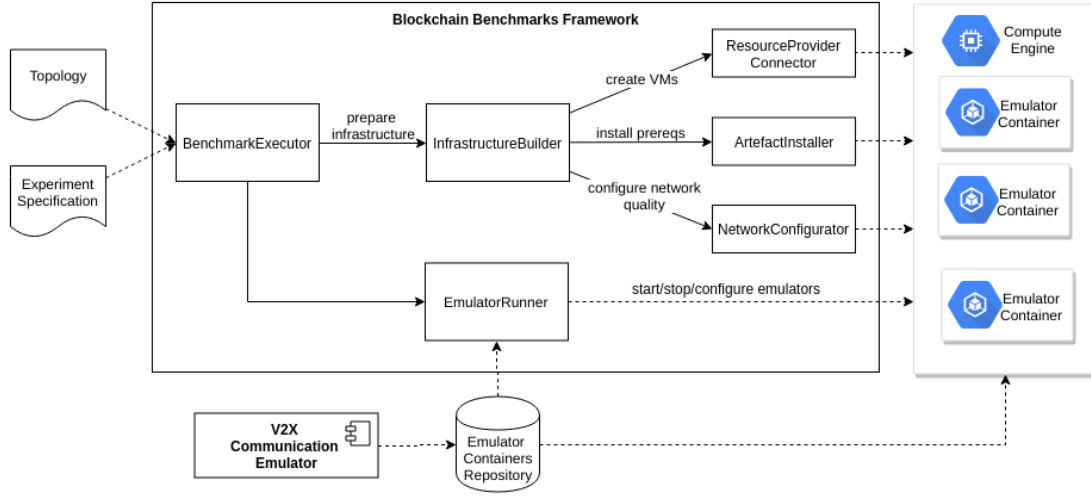 Blockchain Benchmarks Framework
Topology
Experiment
Specification
BenchmarkExecutor
prepare
infrastructure
InfrastructureBuilder
create VMs
install prereqs
configure network
quality
ResourceProvider
Connector
ArtefactInstaller
NetworkConfigurator
EmulatorRunner
start/stop/configure emulators
Compute
Engine
Emulator
Container
Emulator
Container
Emulator
Container
V2X
Communication
Emulator
Emulator
Containers
Repository